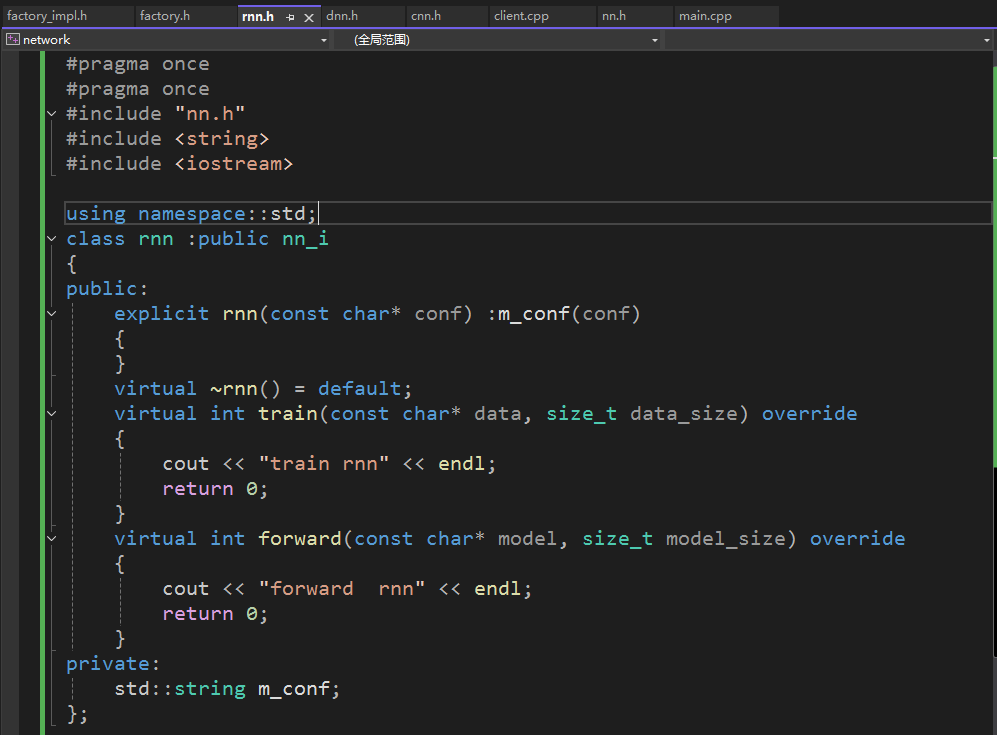 factory_impl.h factory.h rnn.h dnn.h cnn.h client.cpp nn.h main.cpp
network (全局范围)
#pragma once
#pragma once
#include "nn.h"
#include <string>
#include <iostream>
using namespace::std;
class rnn :public nn_i
{
public:
explicit rnn(const char* conf) :m_conf(conf)
{
}
virtual ~rnn() = default;
virtual int train(const char* data, size_t data_size) override
{
cout << "train rnn" << endl;
return 0;
}
virtual int forward(const char* model, size_t model_size) override
{
cout << "forward  rnn" << endl;
return 0;
}
private:
std::string m_conf;
};